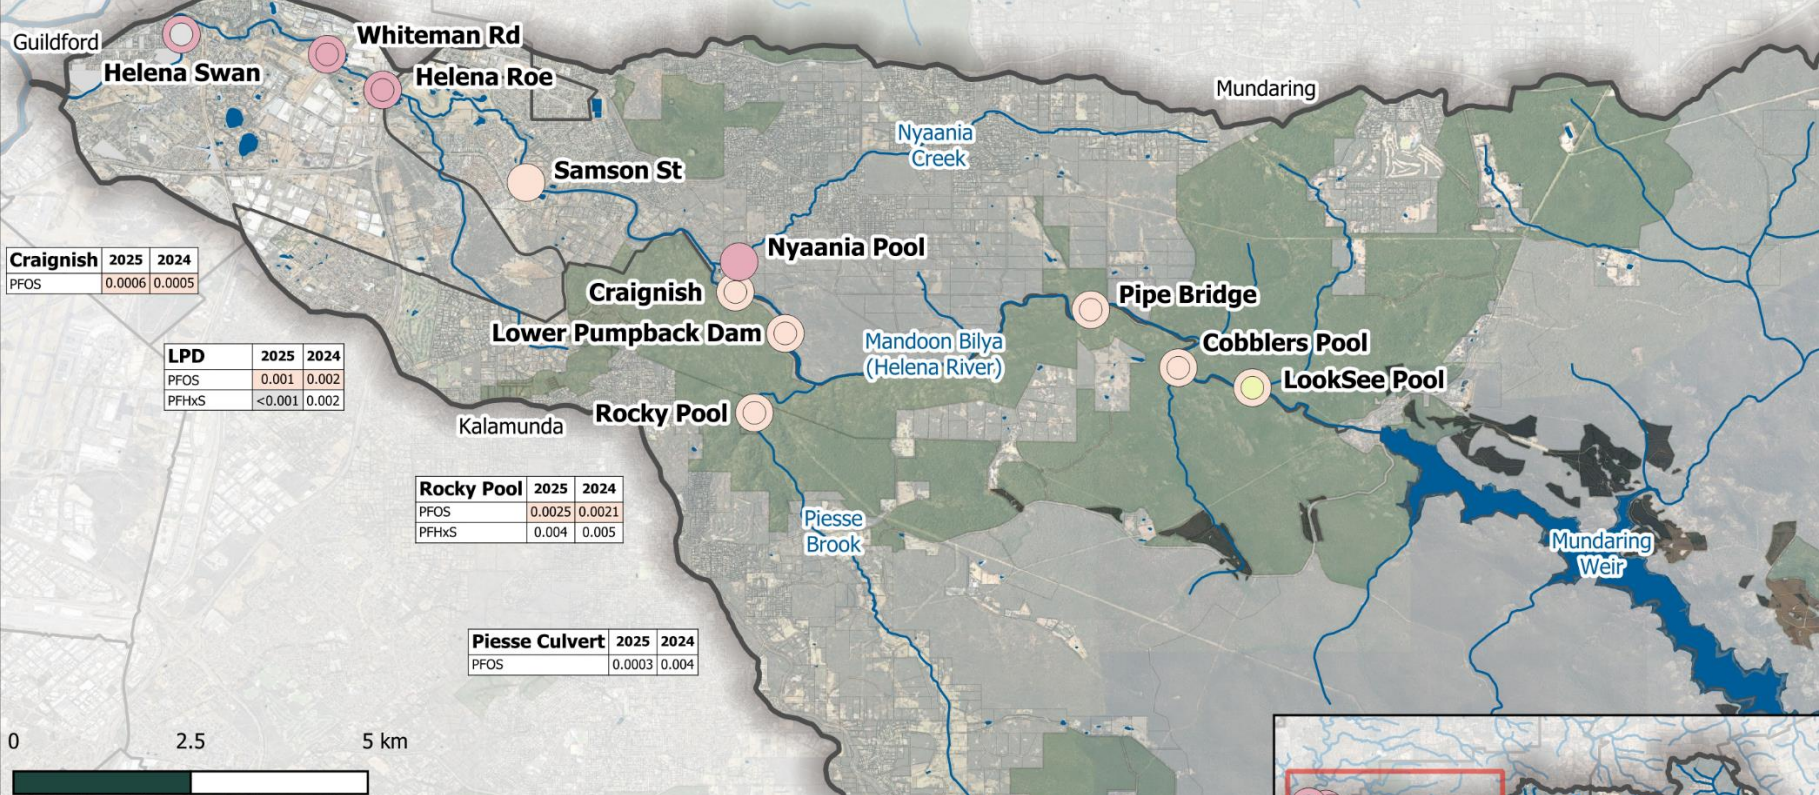 Guildford
Helena Swan
Whiteman Rd
Helena Roe
Mundaring
Nyaania
Creek
Samson St
Nyaania Pool
Craignish 2025 2024
PFOS 0.0006 0.0005
Craignish
Pipe Bridge
Lower Pumpback Dam
Mandoon Bilya
(Helena River)
Cobblers Pool
LookSee Pool
LPD 2025 2024
PFOS 0.001 0.002
PFHxS <0.001 0.002
Kalamunda
Rocky Pool
Rocky Pool 2025 2024
PFOS 0.0025 0.0021
PFHxS 0.004 0.005
Piesse
Brook
Mundaring
Weir
Piesse Culvert 2025 2024
PFOS 0.0003 0.004
0 2.5 5 km